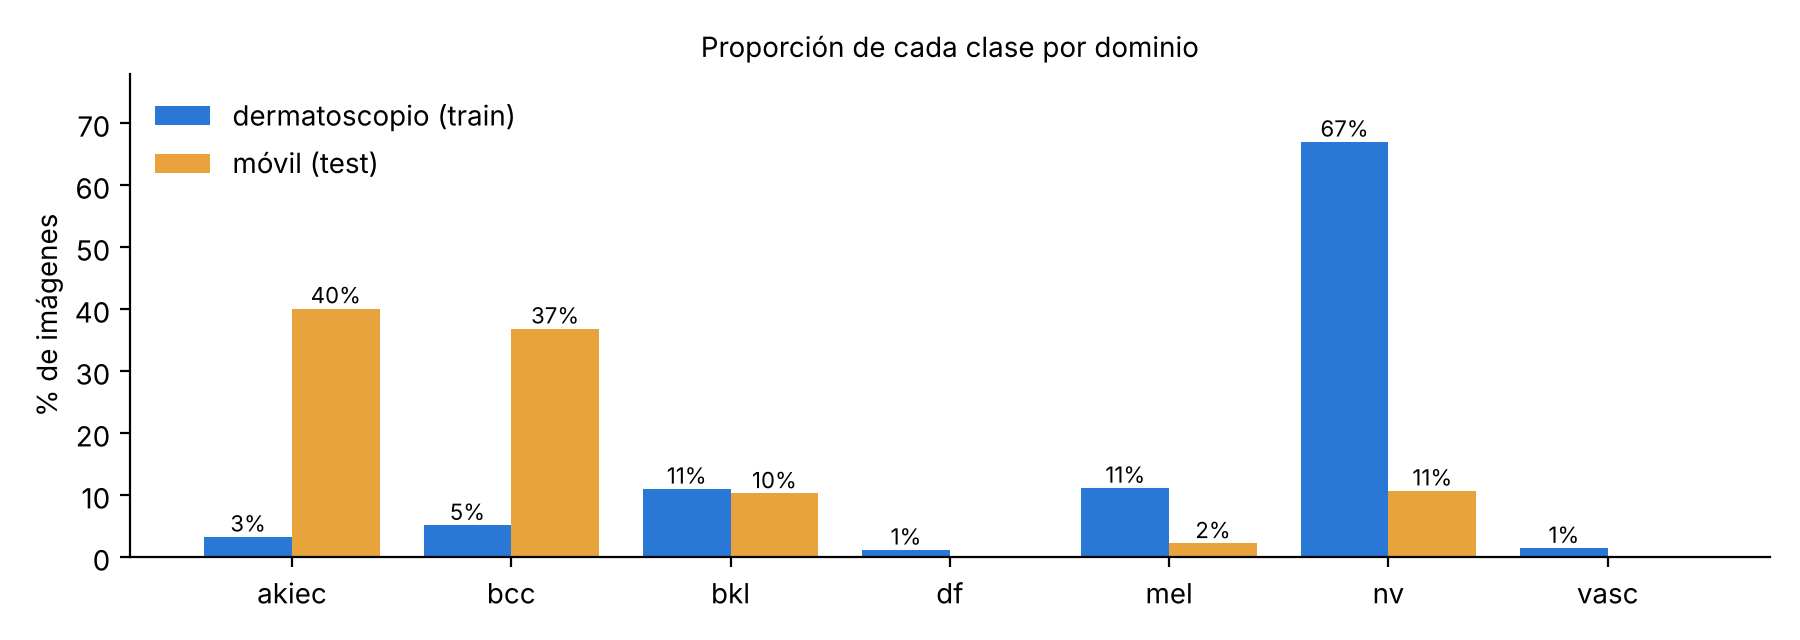 Proporción de cada clase por dominio
dermatoscopio (train)
móvil (test)
% de imágenes
70
60
50
40
30
20
10
0
3%
40%
5%
37%
11%
10%
1%
11%
2%
67%
11%
1%
akiec
bcc
bkl
df
mel
nv
vasc